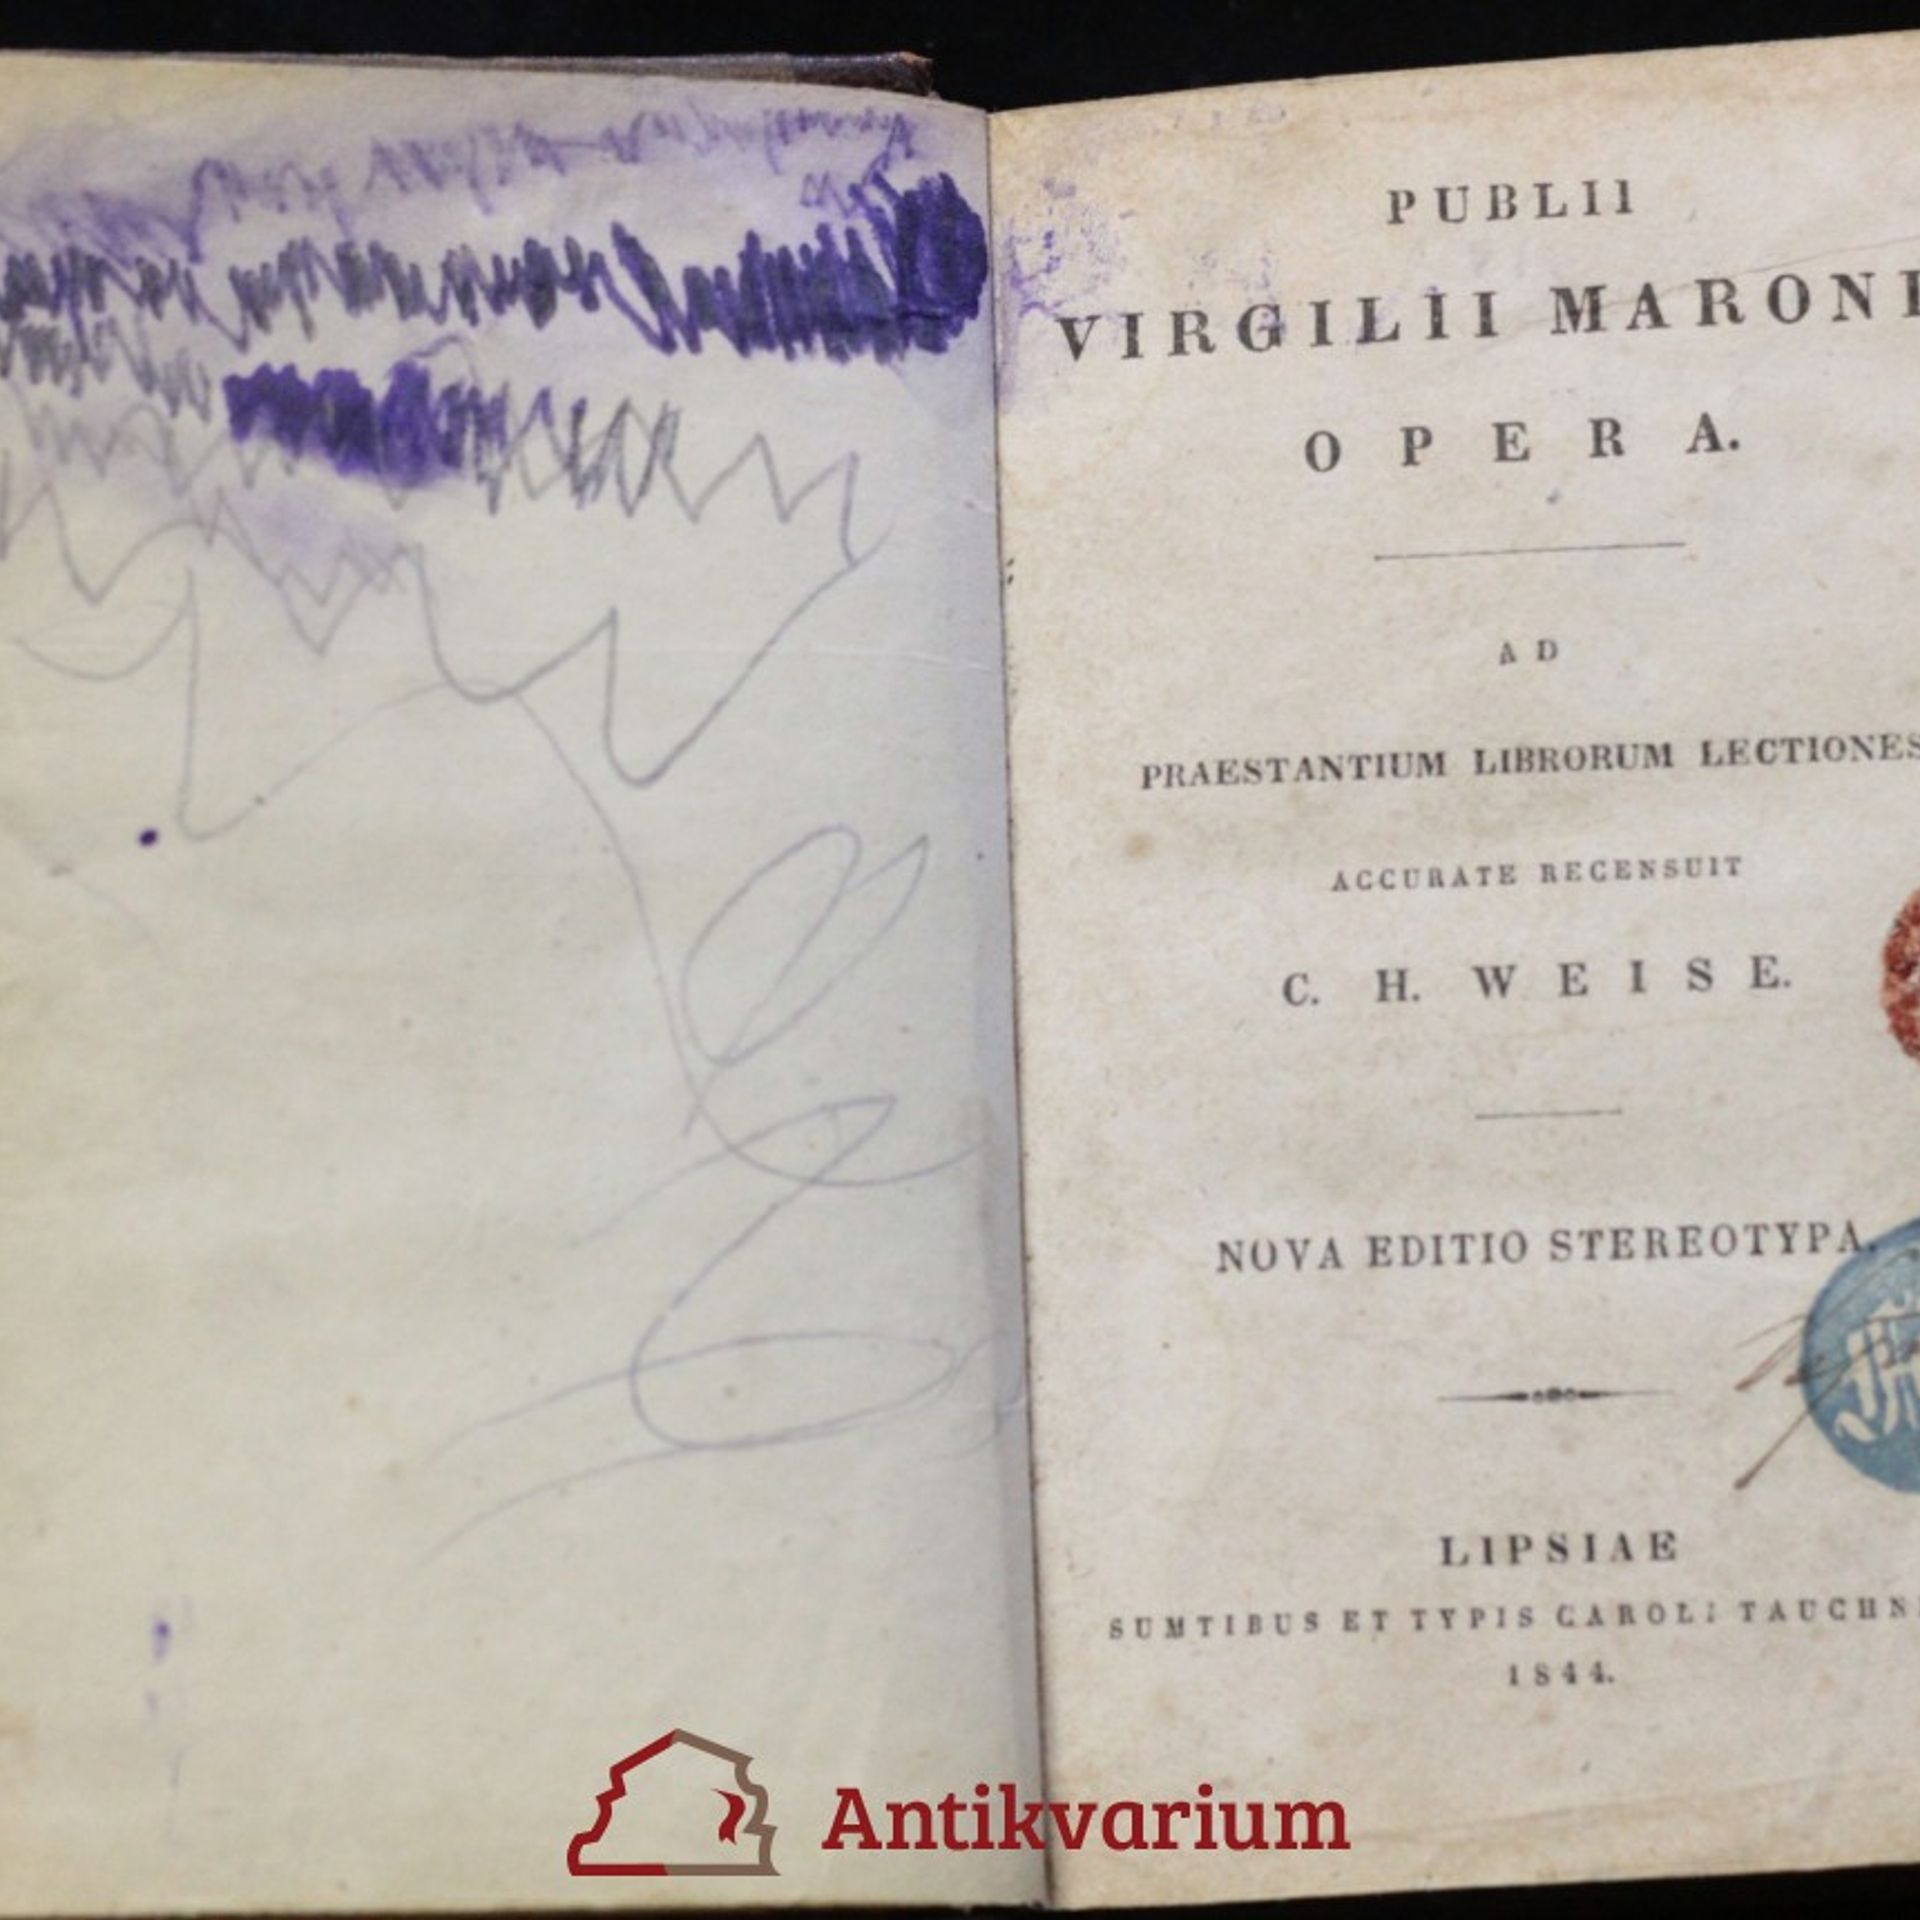 PUBLII
VIRGILII MARONI
OPERA.
AD
PRAESTANTIUM LIBRORUM LECTIONES
ACCURATE RECENSUIT
C. H. WEISE.
NOVA EDITIO STEREOTYPA.
LIPSIAE
SUMTIBUS ET TYPIS CAROLI TAUCHN
1844.
Antikvarium